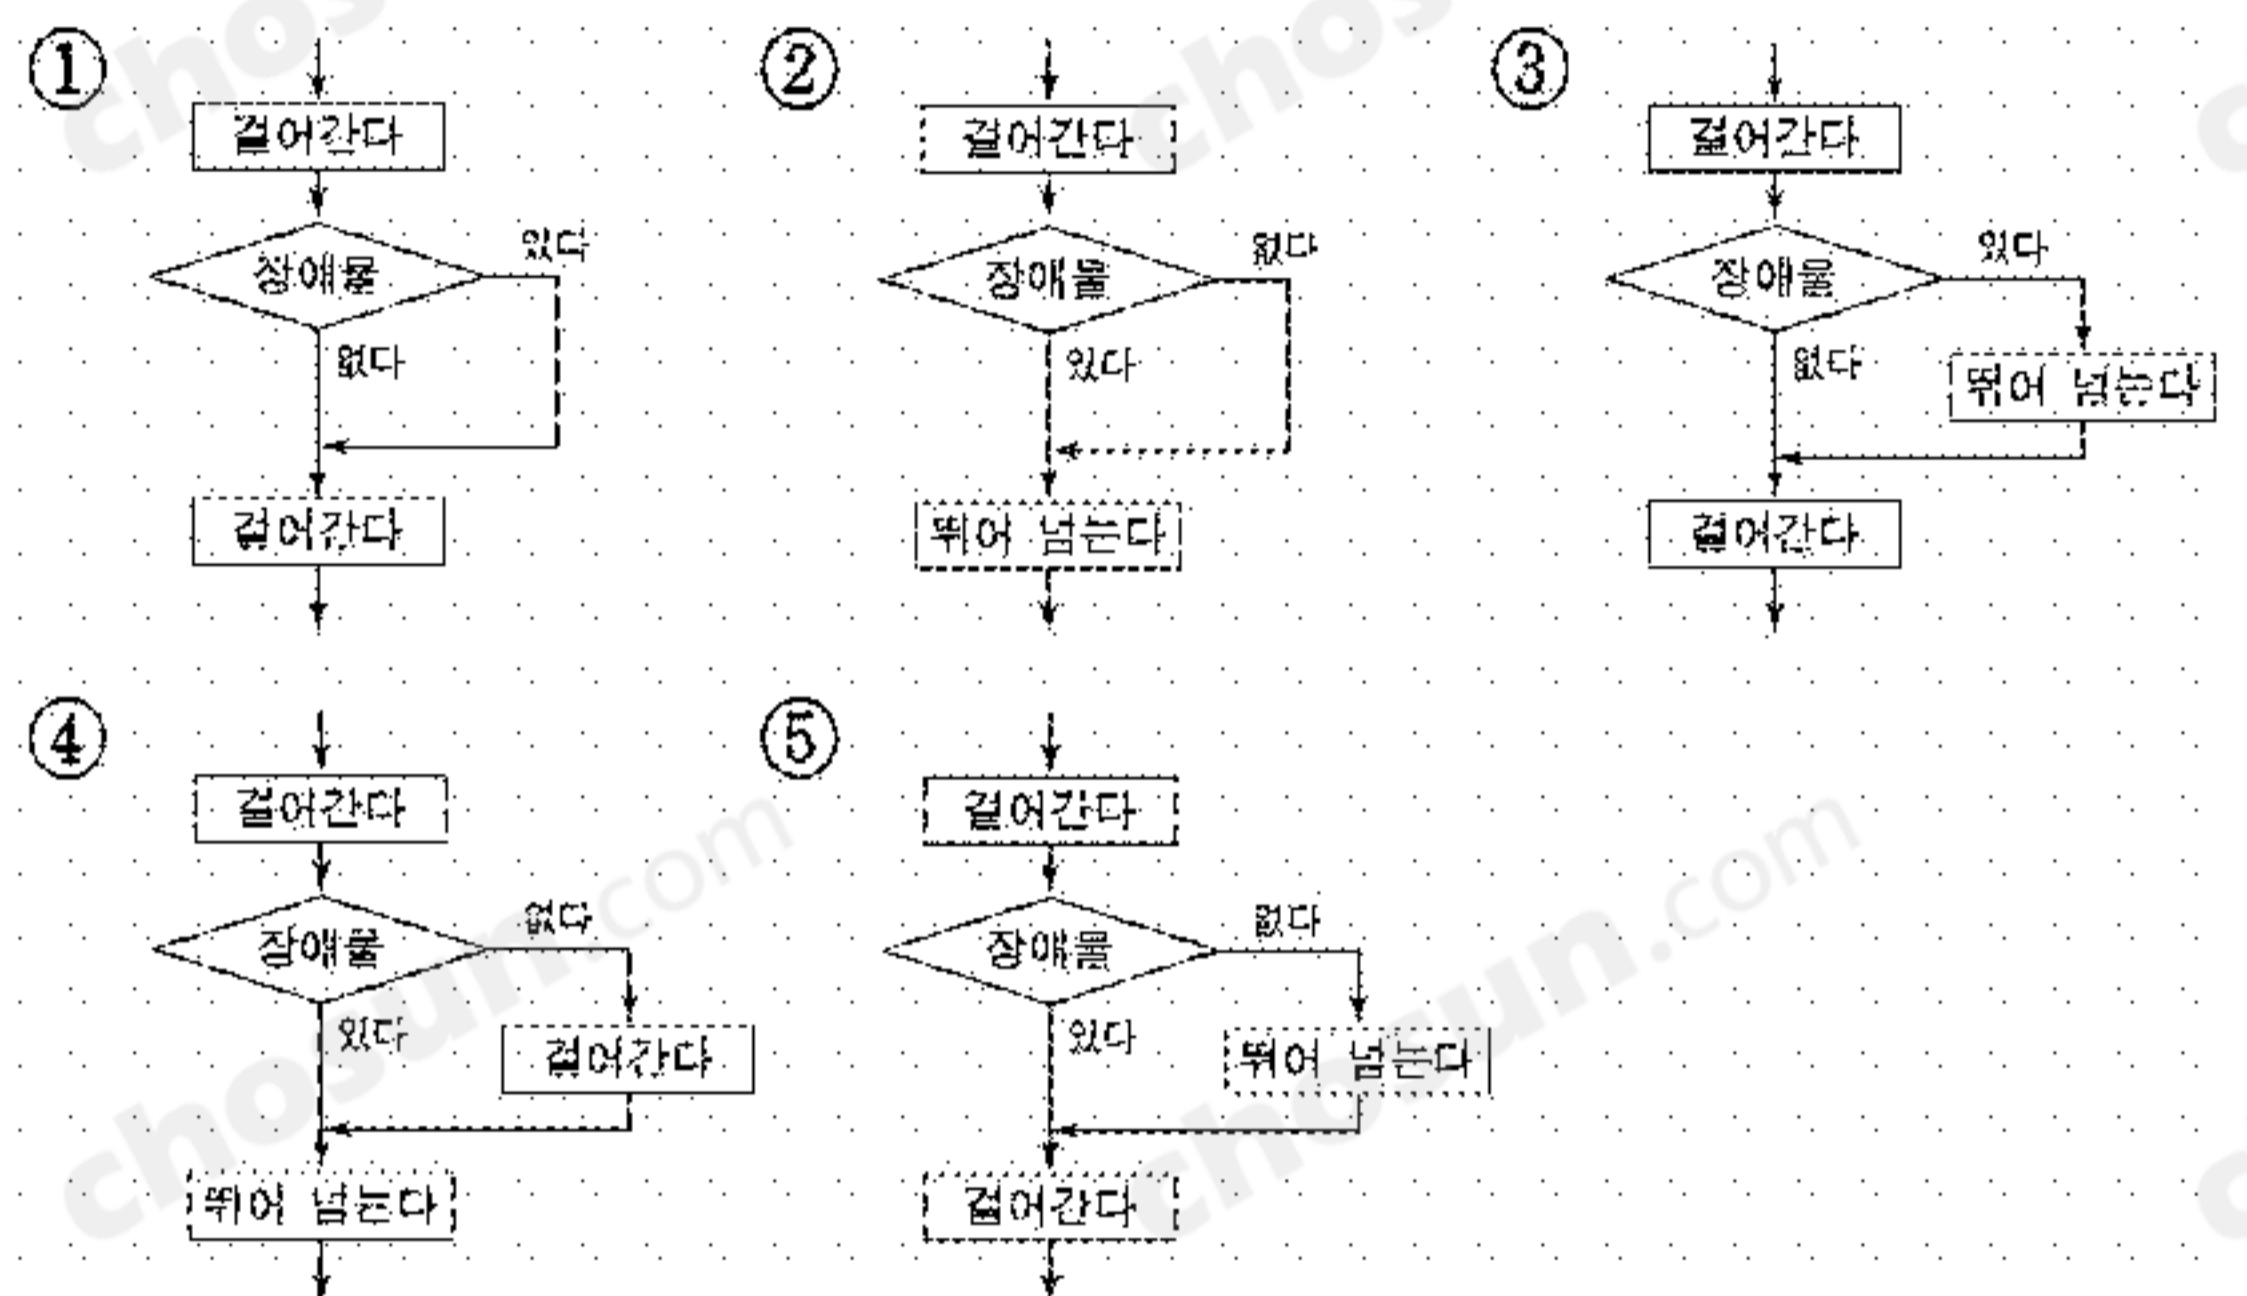 ①
걸어간다
장애물
있다
없다
걸어간다
②
걸어간다
장애물
없다
있다
뛰어 넘는다
③
걸어간다
장애물
있다
없다
뛰어 넘는다
걸어간다
④
걸어간다
장애물
없다
있다
걸어간다
뛰어 넘는다
⑤
걸어간다
장애물
없다
있다
뛰어 넘는다
걸어간다
chosun.com
chosun.com